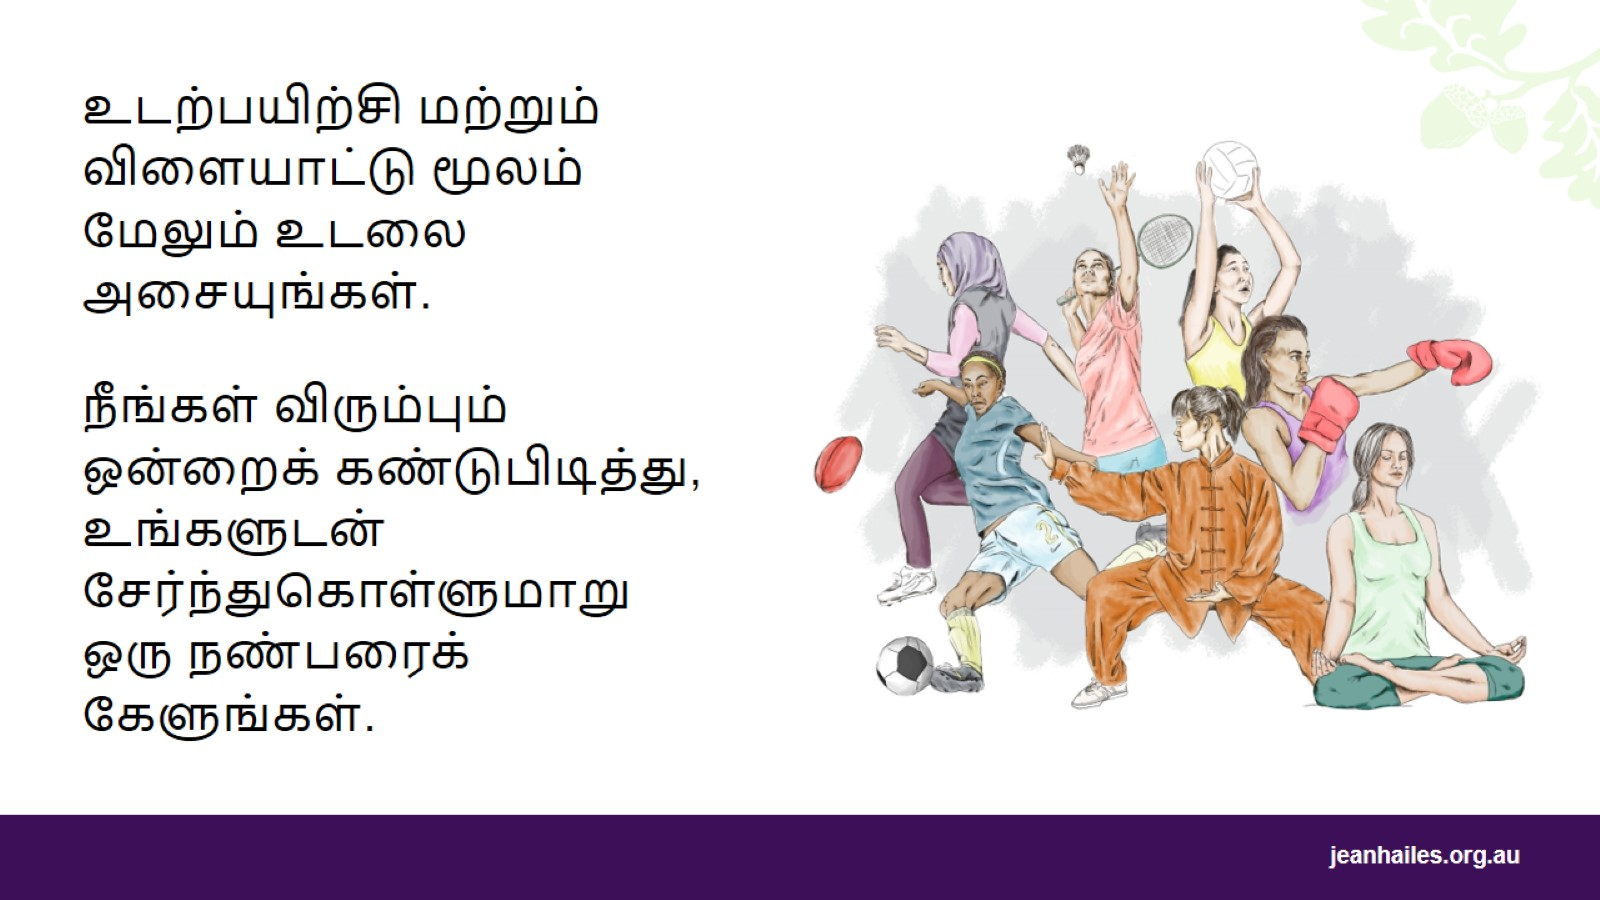 உடற்பயிற்சி மற்றும்
விளையாட்டு மூலம்
மேலும் உடலை
அசையுங்கள்.
நீங்கள் விரும்பும்
ஒன்றைக் கண்டுபிடித்து,
உங்களுடன்
சேர்ந்துகொள்ளுமாறு
ஒரு நண்பரைக்
கேளுங்கள்.
2
jeanhailes.org.au